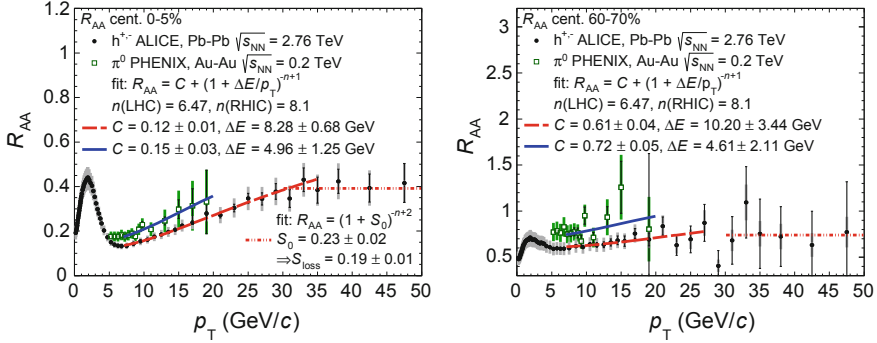 R_AA cent. 0-5%
h^{+,-} ALICE, Pb-Pb √s_NN = 2.76 TeV
π^0 PHENIX, Au-Au √s_NN = 0.2 TeV
fit: R_AA = C + (1 + ΔE/p_T)^{-n+1}
n(LHC) = 6.47, n(RHIC) = 8.1
C = 0.12 ± 0.01, ΔE = 8.28 ± 0.68 GeV
C = 0.15 ± 0.03, ΔE = 4.96 ± 1.25 GeV
fit: R_AA = (1 + S_0)^{-n+2}
S_0 = 0.23 ± 0.02
⇒S_loss = 0.19 ± 0.01
R_AA
1.2
1
0.8
0.6
0.4
0.2
0
0 5 10 15 20 25 30 35 40 45 50
p_T (GeV/c)
R_AA cent. 60-70%
h^{+,-} ALICE, Pb-Pb √s_NN = 2.76 TeV
π^0 PHENIX, Au-Au √s_NN = 0.2 TeV
fit: R_AA = C + (1 + ΔE/p_T)^{-n+1}
n(LHC) = 6.47, n(RHIC) = 8.1
C = 0.61 ± 0.04, ΔE = 10.20 ± 3.44 GeV
C = 0.72 ± 0.05, ΔE = 4.61 ± 2.11 GeV
R_AA
3
2.5
2
1.5
1
0.5
0 5 10 15 20 25 30 35 40 45 50
p_T (GeV/c)